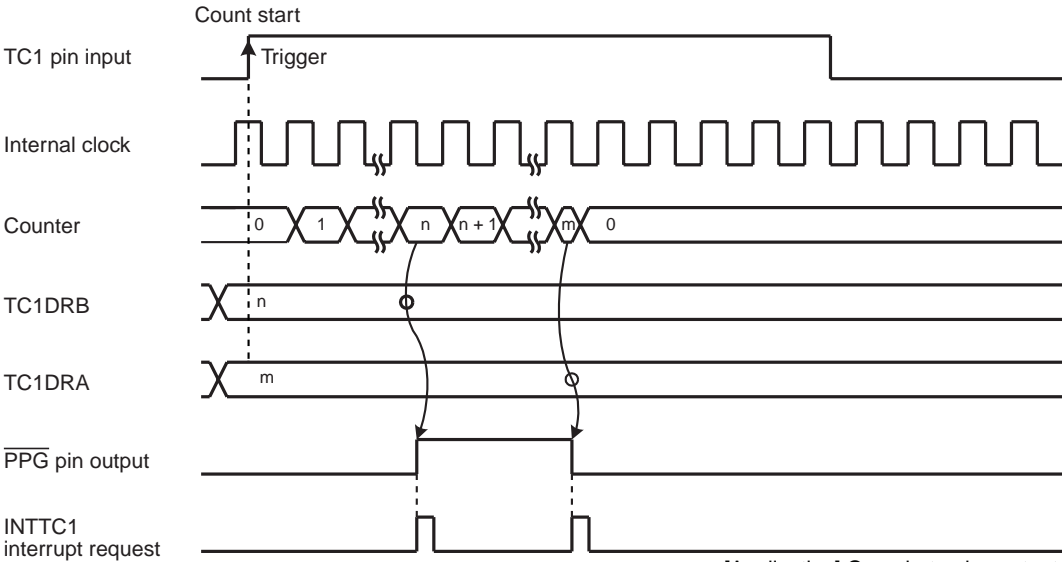 Count start
TC1 pin input
Trigger
Internal clock
Counter
0 1 n n + 1 m 0
TC1DRB
n
TC1DRA
m
PPG pin output
INTTC1
interrupt request